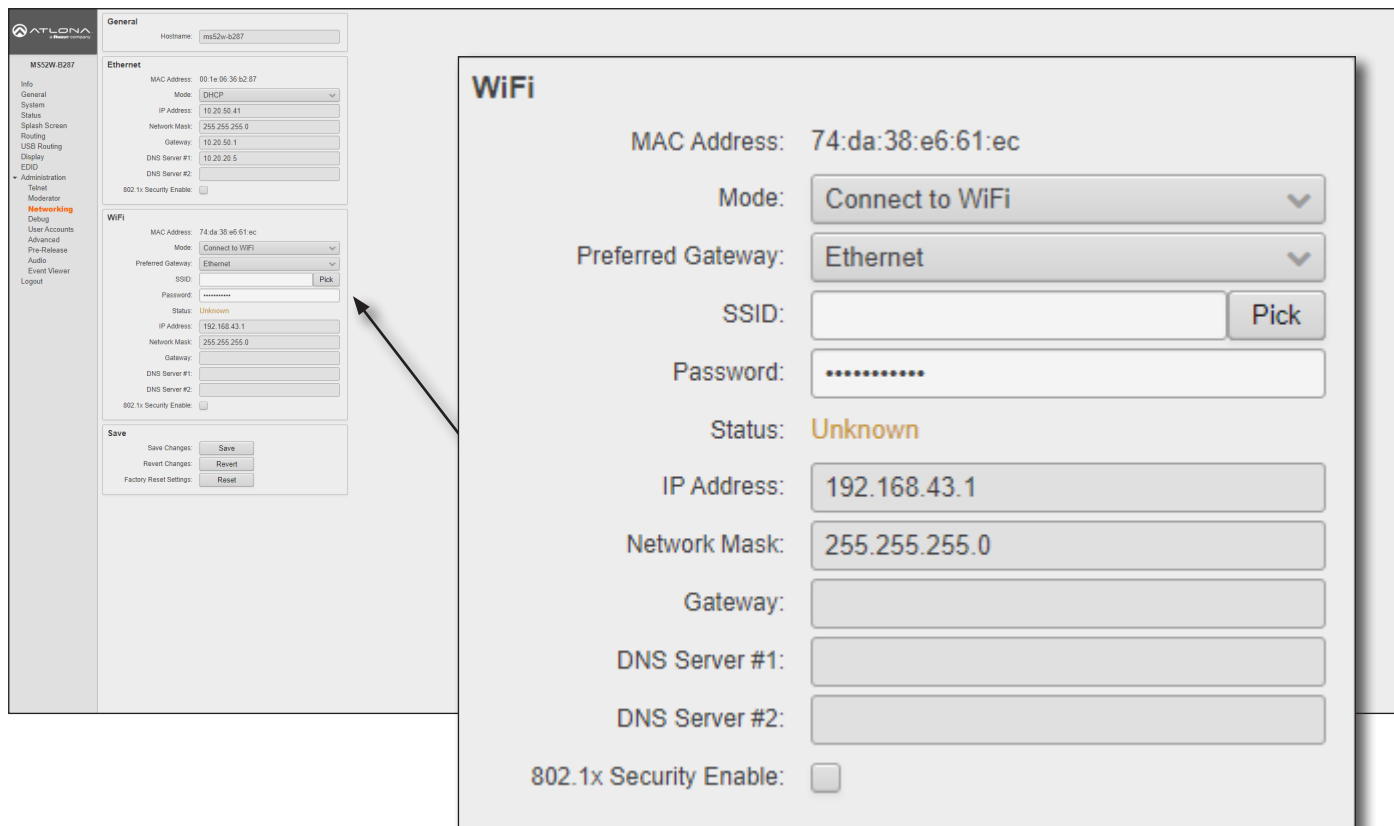 ATLONA
a Panduit company
MS52W-B287
Info
General
System
Status
Splash Screen
Routing
USB Routing
Display
EDID
Administration
Telnet
Moderator
Networking
Debug
User Accounts
Advanced
Pre-Release
Audio
Event Viewer
Logout
General
Hostname: ms52w-b287
Ethernet
MAC Address: 00:1e:06:36:b2:87
Mode: DHCP
IP Address: 10.20.50.41
Network Mask: 255.255.255.0
Gateway: 10.20.50.1
DNS Server #1: 10.20.20.5
DNS Server #2:
802.1x Security Enable:
WiFi
MAC Address: 74:da:38:e6:61:ec
Mode: Connect to WiFi
Preferred Gateway: Ethernet
SSID: Pick
Password: •••••••••••
Status: Unknown
IP Address: 192.168.43.1
Network Mask: 255.255.255.0
Gateway:
DNS Server #1:
DNS Server #2:
802.1x Security Enable:
Save
Save Changes: Save
Revert Changes: Revert
Factory Reset Settings: Reset
WiFi
MAC Address: 74:da:38:e6:61:ec
Mode: Connect to WiFi
Preferred Gateway: Ethernet
SSID: Pick
Password: •••••••••••
Status: Unknown
IP Address: 192.168.43.1
Network Mask: 255.255.255.0
Gateway:
DNS Server #1:
DNS Server #2:
802.1x Security Enable: